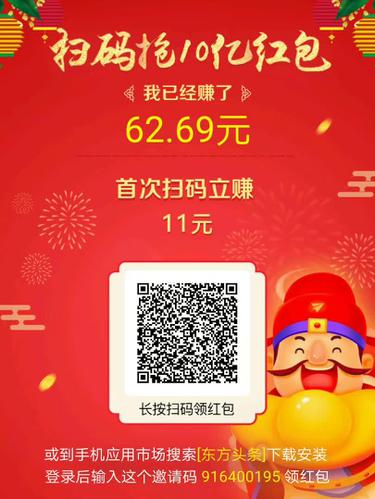 扫码抢10亿红包
我已经赚了
62.69元
首次扫码立赚
11元
长按扫码领红包
或到手机应用市场搜索[东方头条]下载安装
登录后输入这个邀请码 916400195 领红包